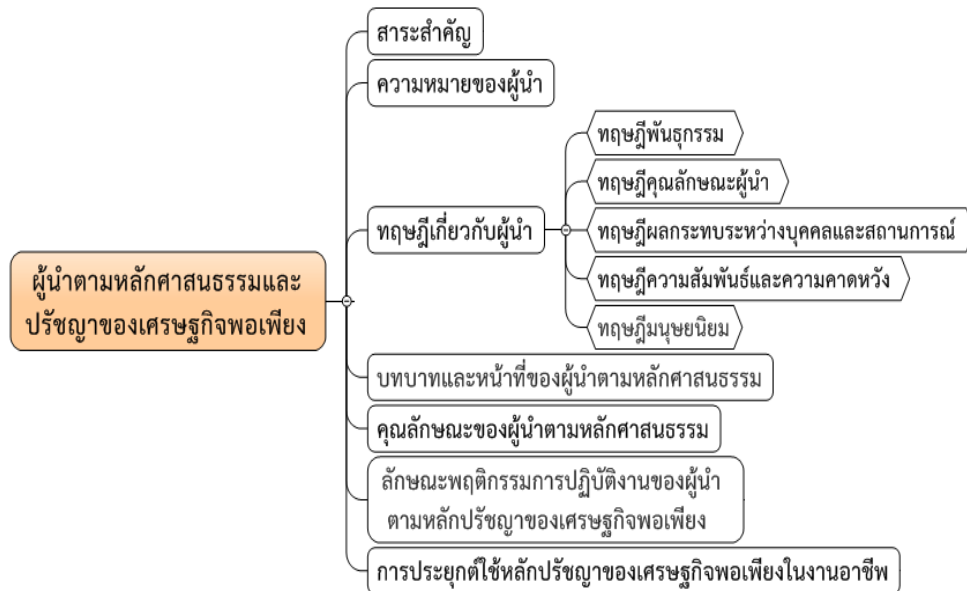 ผู้นำตามหลักศาสนธรรมและ
ปรัชญาของเศรษฐกิจพอเพียง
สาระสำคัญ
ความหมายของผู้นำ
ทฤษฎีเกี่ยวกับผู้นำ
ทฤษฎีพันธุกรรม
ทฤษฎีคุณลักษณะผู้นำ
ทฤษฎีผลกระทบระหว่างบุคคลและสถานการณ์
ทฤษฎีความสัมพันธ์และความคาดหวัง
ทฤษฎีมนุษยนิยม
บทบาทและหน้าที่ของผู้นำตามหลักศาสนธรรม
คุณลักษณะของผู้นำตามหลักศาสนธรรม
ลักษณะพฤติกรรมการปฏิบัติงานของผู้นำ
ตามหลักปรัชญาของเศรษฐกิจพอเพียง
การประยุกต์ใช้หลักปรัชญาของเศรษฐกิจพอเพียงในงานอาชีพ